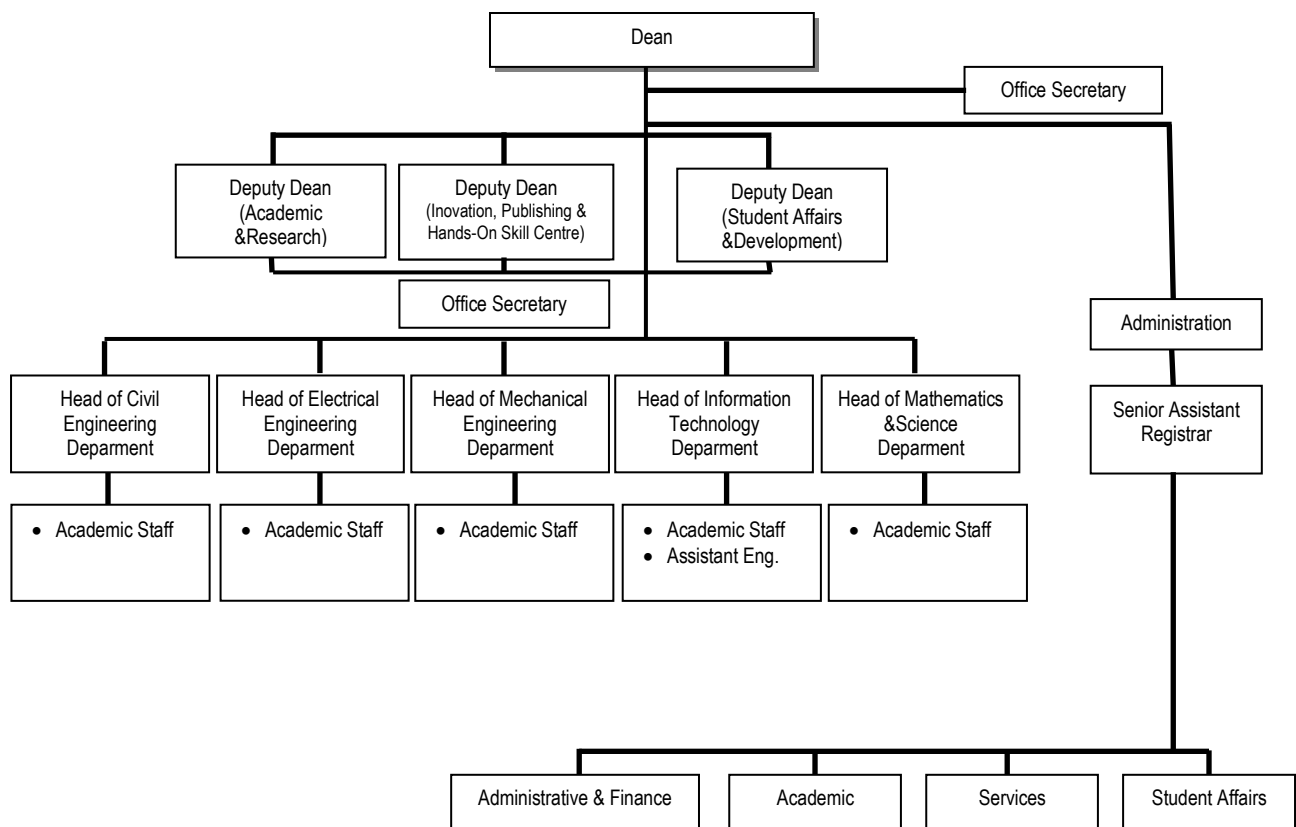 Dean
Office Secretary
Deputy Dean
(Academic
&Research)
Deputy Dean
(Inovation, Publishing &
Hands-On Skill Centre)
Deputy Dean
(Student Affairs
&Development)
Office Secretary
Administration
Head of Civil
Engineering
Deparment
Head of Electrical
Engineering
Deparment
Head of Mechanical
Engineering
Deparment
Head of Information
Technology
Deparment
Head of Mathematics
&Science
Deparment
Senior Assistant
Registrar
• Academic Staff
• Academic Staff
• Academic Staff
• Academic Staff
• Assistant Eng.
• Academic Staff
Administrative & Finance
Academic
Services
Student Affairs